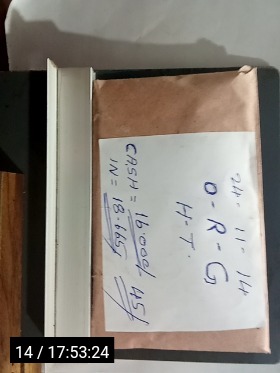 24-11-14
O-R-G
H-T.
CASH = 16.000/
IN = 18.665/
14 / 17:53:24